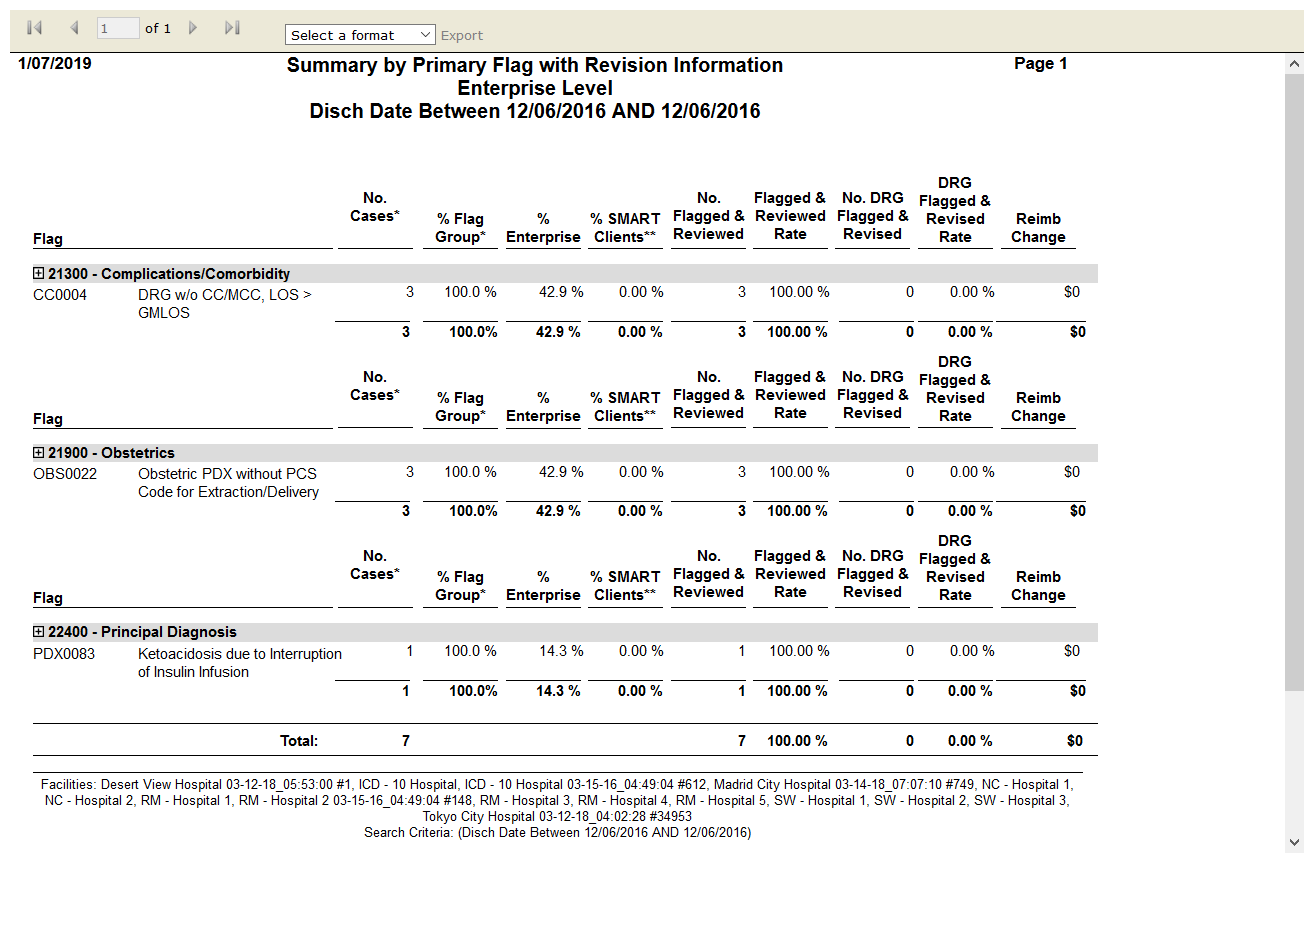 1 of 1 Select a format Export
1/07/2019 Summary by Primary Flag with Revision Information Page 1
Enterprise Level
Disch Date Between 12/06/2016 AND 12/06/2016
Flag No. Cases* % Flag Group* % Enterprise % SMART Clients** No. Flagged & Reviewed Flagged & Reviewed Rate No. DRG Flagged & Revised DRG Flagged & Revised Rate Reimb Change
21300 - Complications/Comorbidity
CC0004 DRG w/o CC/MCC, LOS > 3 100.0 % 42.9 % 0.00 % 3 100.00 % 0 0.00 % $0
GMLOS
3 100.0% 42.9 % 0.00 % 3 100.00 % 0 0.00 % $0
Flag No. Cases* % Flag Group* % Enterprise % SMART Clients** No. Flagged & Reviewed Flagged & Reviewed Rate No. DRG Flagged & Revised DRG Flagged & Revised Rate Reimb Change
21900 - Obstetrics
OBS0022 Obstetric PDX without PCS 3 100.0 % 42.9 % 0.00 % 3 100.00 % 0 0.00 % $0
Code for Extraction/Delivery
3 100.0% 42.9 % 0.00 % 3 100.00 % 0 0.00 % $0
Flag No. Cases* % Flag Group* % Enterprise % SMART Clients** No. Flagged & Reviewed Flagged & Reviewed Rate No. DRG Flagged & Revised DRG Flagged & Revised Rate Reimb Change
22400 - Principal Diagnosis
PDX0083 Ketoacidosis due to Interruption 1 100.0 % 14.3 % 0.00 % 1 100.00 % 0 0.00 % $0
of Insulin Infusion
1 100.0% 14.3 % 0.00 % 1 100.00 % 0 0.00 % $0
Total: 7 7 100.00 % 0 0.00 % $0
Facilities: Desert View Hospital 03-12-18_05:53:00 #1, ICD - 10 Hospital, ICD - 10 Hospital 03-15-16_04:49:04 #612, Madrid City Hospital 03-14-18_07:07:10 #749, NC - Hospital 1,
NC - Hospital 2, RM - Hospital 1, RM - Hospital 2 03-15-16_04:49:04 #148, RM - Hospital 3, RM - Hospital 4, RM - Hospital 5, SW - Hospital 1, SW - Hospital 2, SW - Hospital 3,
Tokyo City Hospital 03-12-18_04:02:28 #34953
Search Criteria: (Disch Date Between 12/06/2016 AND 12/06/2016)